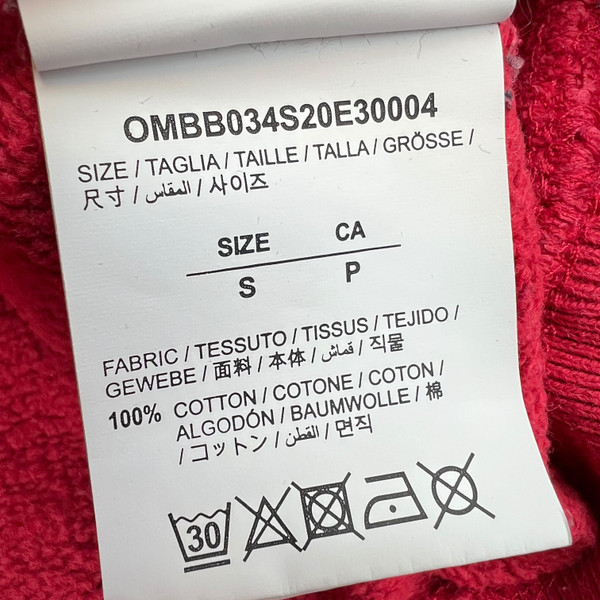 OMBB034S20E30004
SIZE / TAGLIA / TAILLE / TALLA / GRÖSSE /
尺寸 / المقاس / 사이즈
SIZE CA
S P
FABRIC / TESSUTO / TISSUS / TEJIDO /
GEWEBE / 面料 / 本体 / قماش / 직물
100% COTTON / COTONE / COTON /
ALGODÓN / BAUMWOLLE / 棉
/ コットン / القطن / 면직
30